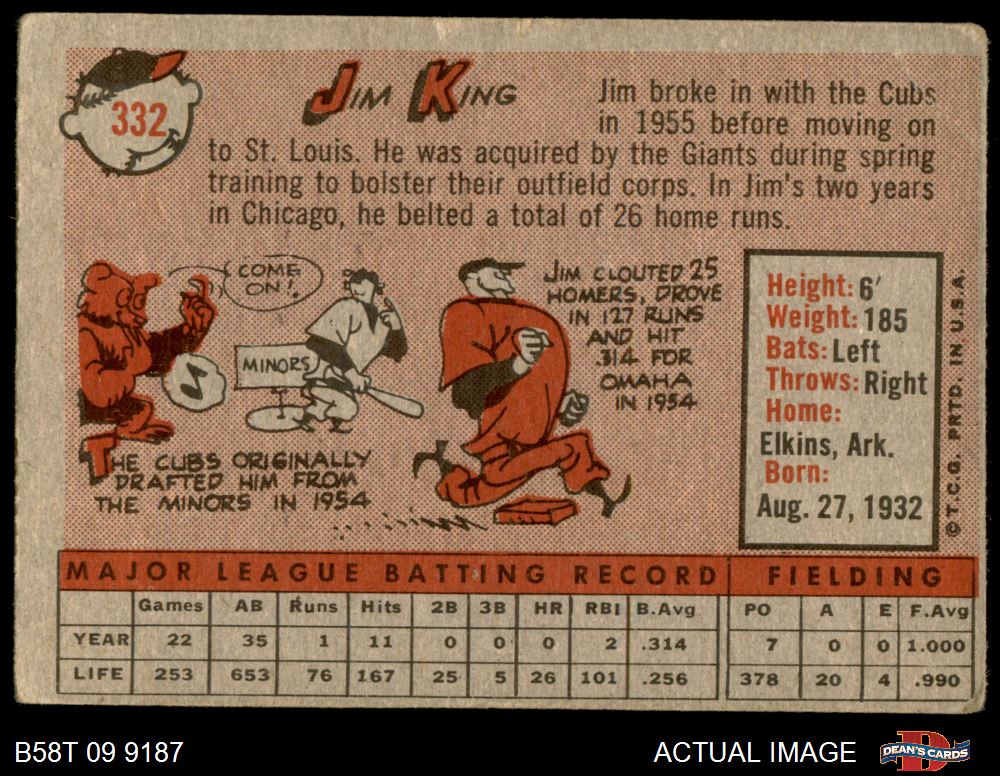 332
JIM KING
Jim broke in with the Cubs
in 1955 before moving on
to St. Louis. He was acquired by the Giants during spring
training to bolster their outfield corps. In Jim's two years
in Chicago, he belted a total of 26 home runs.
COME
ON!
MINORS
THE CUBS ORIGINALLY
DRAFTED HIM FROM
THE MINORS IN 1954
JIM CLOUTED 25
HOMERS, DROVE
IN 127 RUNS
AND HIT
.314 FOR
OMAHA
IN 1954
Height: 6'
Weight: 185
Bats: Left
Throws: Right
Home:
Elkins, Ark.
Born:
Aug. 27, 1932
© T.C.G. PRTD. IN U.S.A.
MAJOR LEAGUE BATTING RECORD FIELDING
Games AB Runs Hits 2B 3B HR RBI B.Avg PO A E F.Avg
YEAR 22 35 1 11 0 0 0 2 .314 7 0 0 1.000
LIFE 253 653 76 167 25 5 26 101 .256 378 20 4 .990
B58T 09 9187
ACTUAL IMAGE
D
DEAN'S CARDS